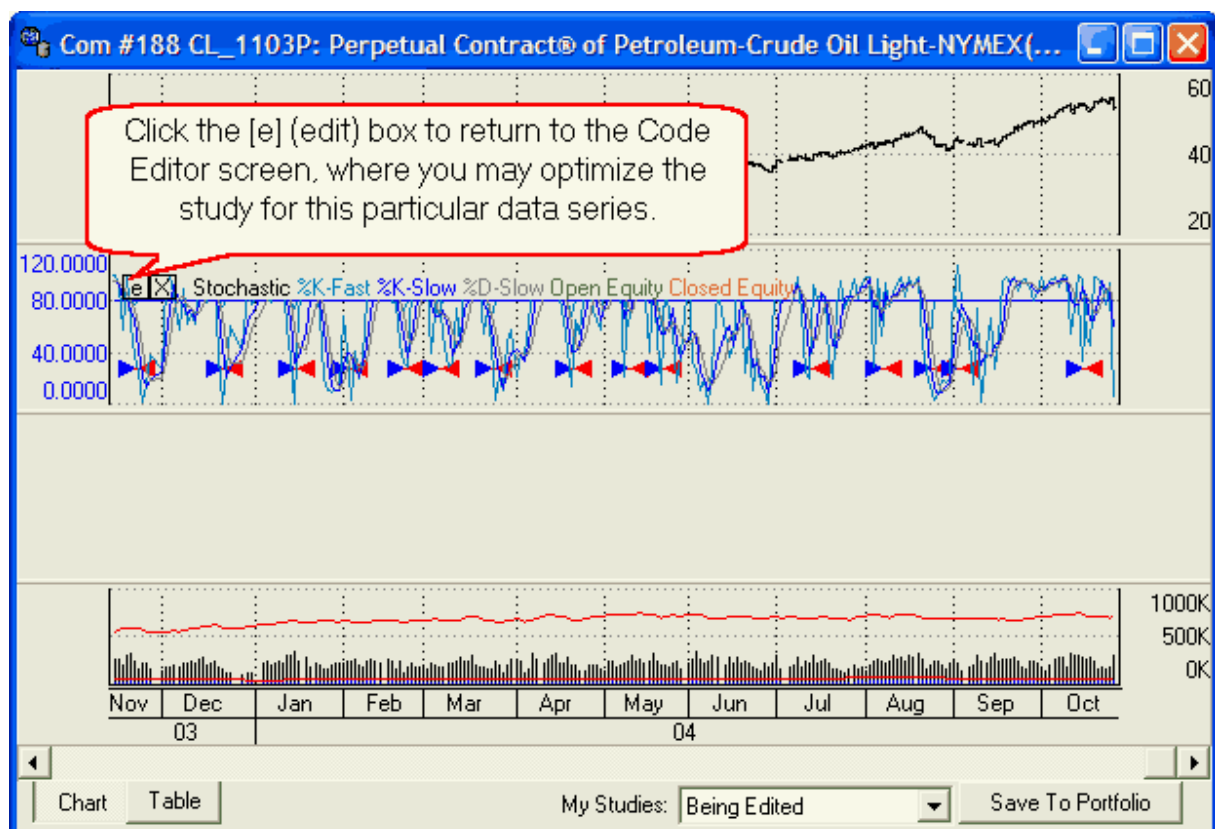 Com #188 CL_1103P: Perpetual Contract® of Petroleum-Crude Oil Light-NYMEX(...
Click the [e] (edit) box to return to the Code
Editor screen, where you may optimize the
study for this particular data series.
60
40
20
120.0000
80.0000
40.0000
0.0000
e X Stochastic %K-Fast %K-Slow %D-Slow Open Equity Closed Equity
1000K
500K
0K
Nov Dec Jan Feb Mar Apr May Jun Jul Aug Sep Oct
03 04
Chart Table My Studies: Being Edited Save To Portfolio